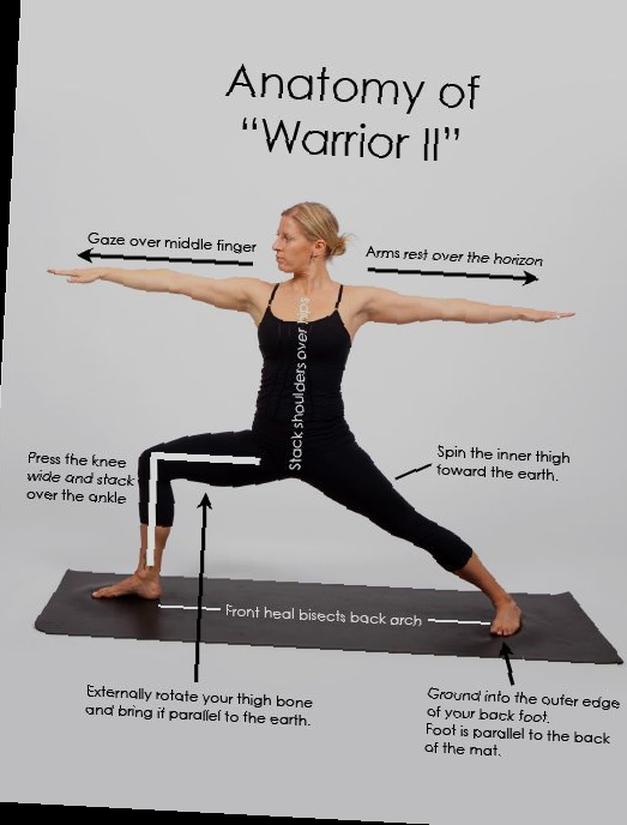 Anatomy of
“Warrior II”
Gaze over middle finger
Arms rest over the horizon
Stack shoulders over hips
Press the knee
wide and stack
over the ankle
Spin the inner thigh
toward the earth.
Front heal bisects back arch
Externally rotate your thigh bone
and bring it parallel to the earth.
Ground into the outer edge
of your back foot.
Foot is parallel to the back
of the mat.